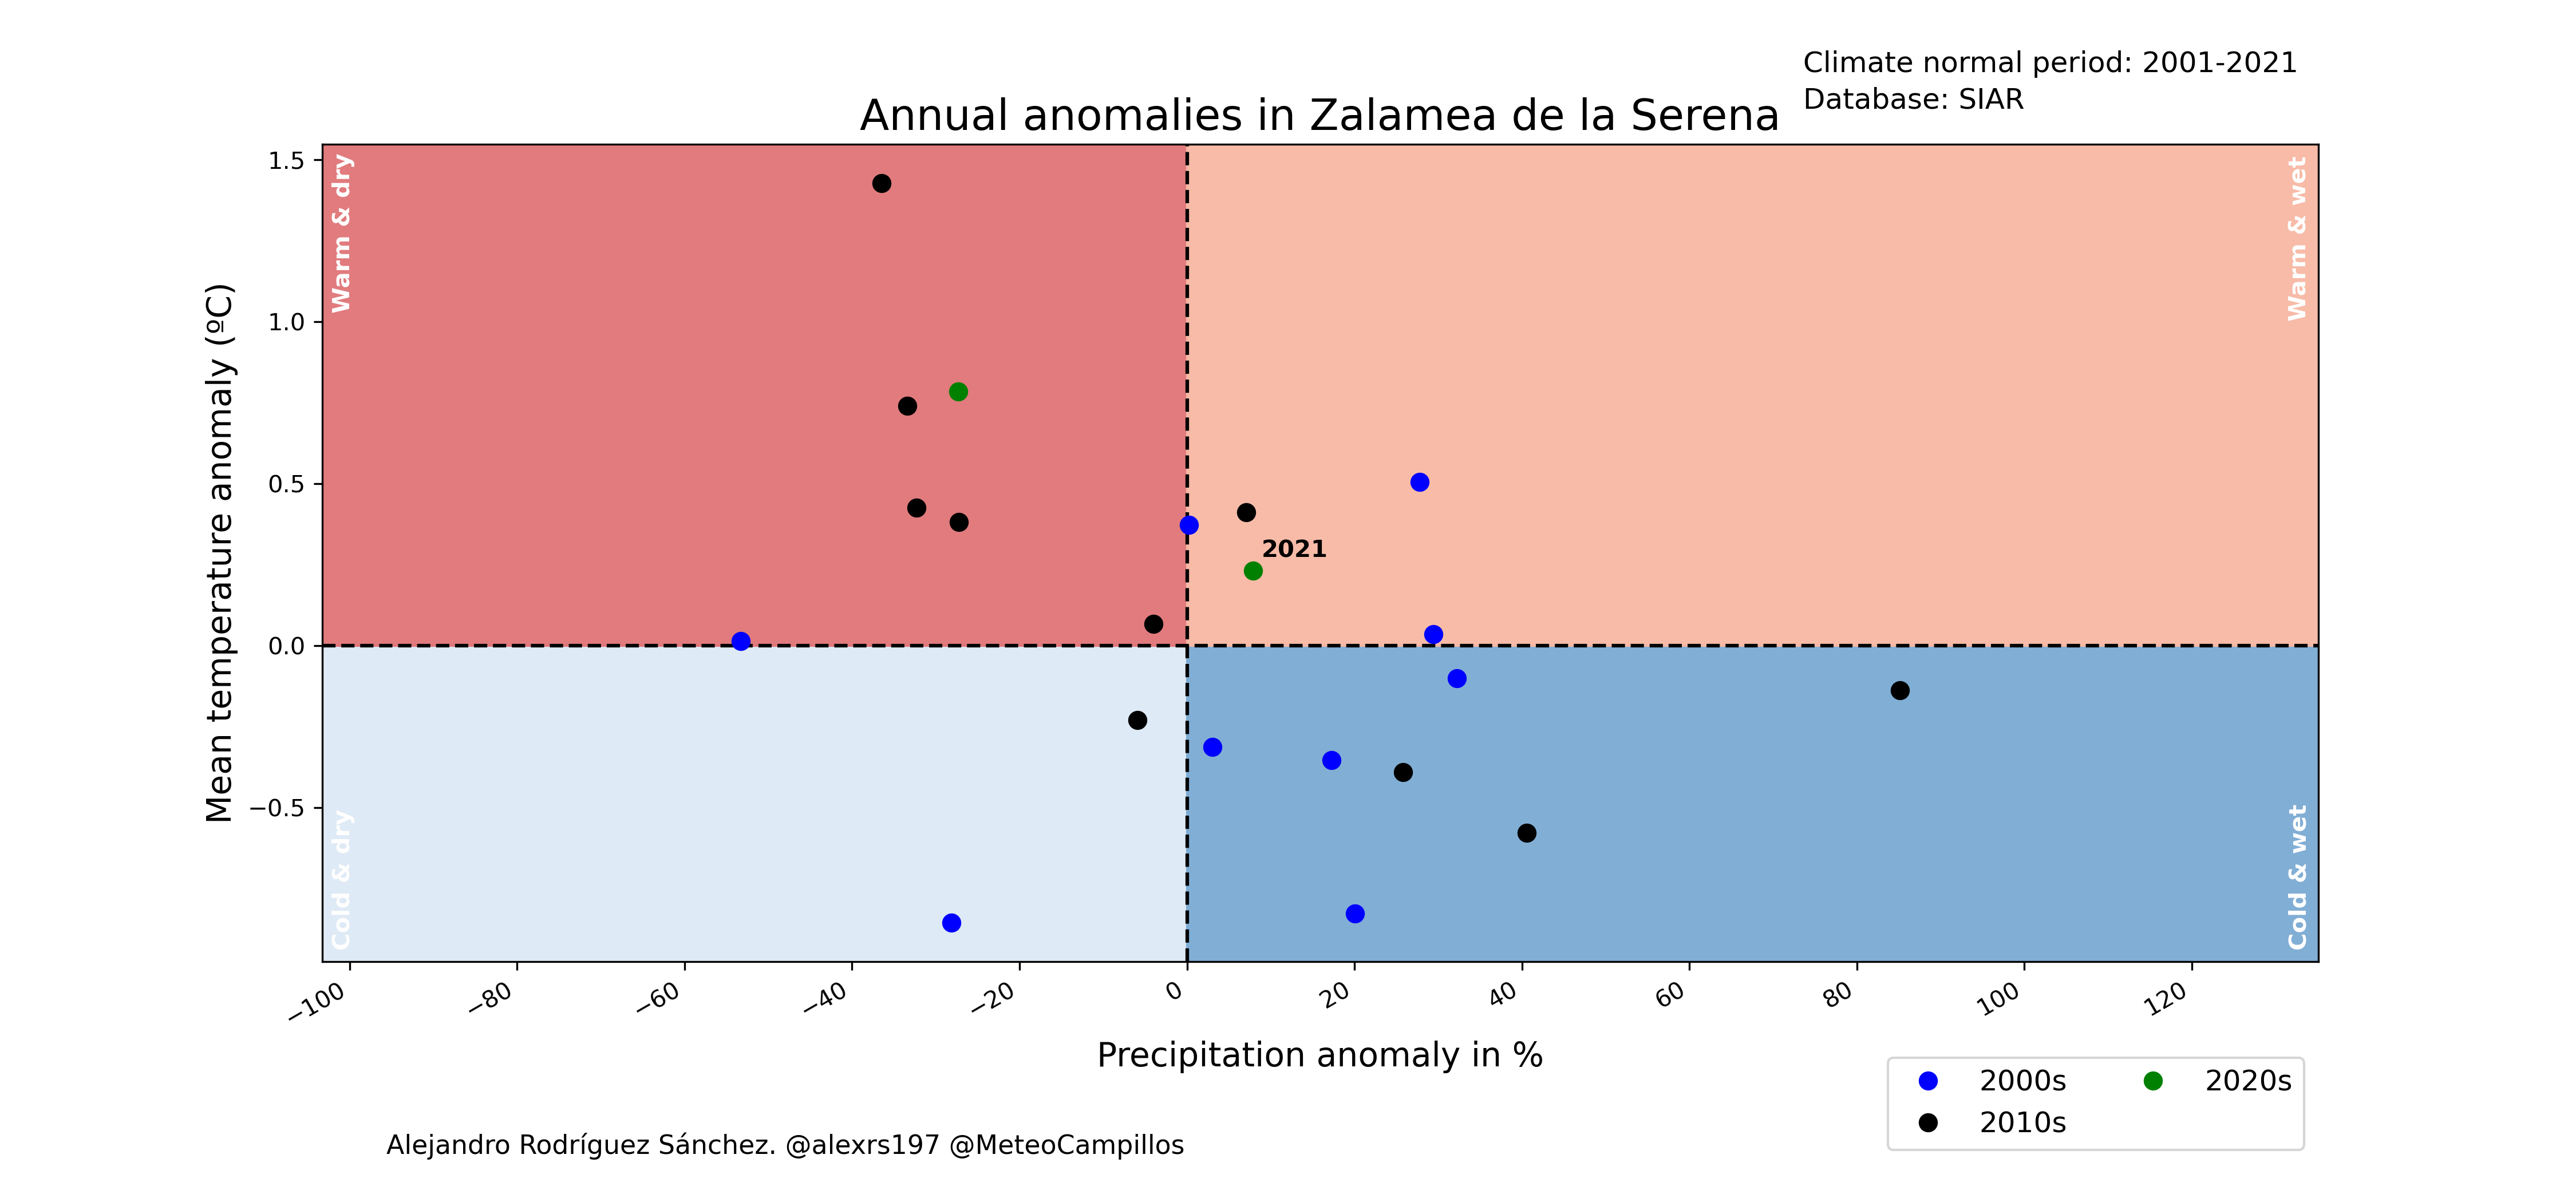 Climate normal period: 2001-2021
Database: SIAR
Annual anomalies in Zalamea de la Serena
Mean temperature anomaly (ºC)
1.5
1.0
0.5
0.0
−0.5
Warm & dry
Warm & wet
2021
Cold & dry
Cold & wet
−100
−80
−60
−40
−20
0
20
40
60
80
100
120
Precipitation anomaly in %
2000s
2010s
2020s
Alejandro Rodríguez Sánchez. @alexrs197 @MeteoCampillos